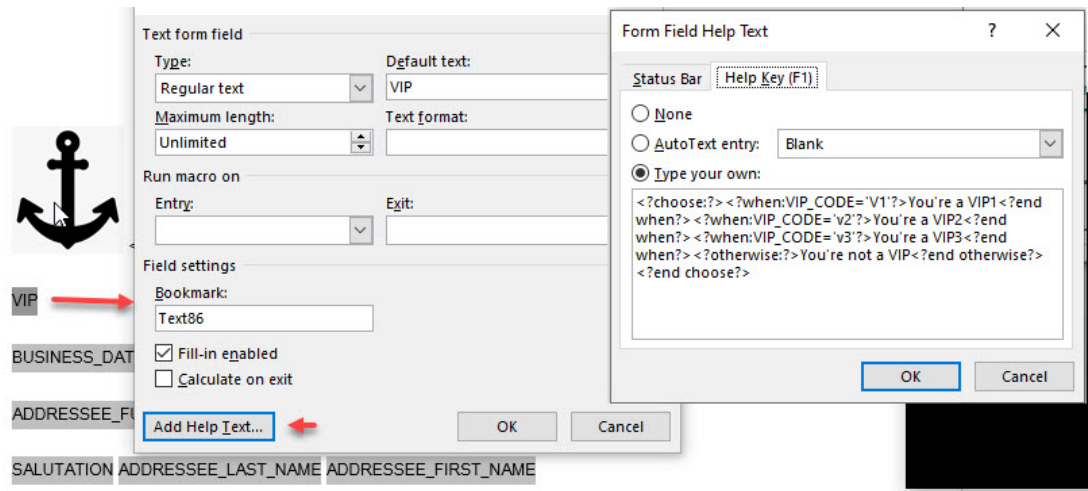 Text form field
Type:
Default text:
Regular text
VIP
Maximum length:
Text format:
Unlimited
Run macro on
Entry:
Exit:
Field settings
Bookmark:
Text86
Fill-in enabled
Calculate on exit
Add Help Text...
OK
Cancel
Form Field Help Text
?
Status Bar
Help Key (F1)
None
AutoText entry:
Blank
Type your own:
<?choose:?><?when:VIP_CODE='V1'?>You're a VIP1<?end
when?><?when:VIP_CODE='v2'?>You're a VIP2<?end
when?><?when:VIP_CODE='v3'?>You're a VIP3<?end
when?><?otherwise:?>You're not a VIP<?end otherwise?>
<?end choose?>
OK
Cancel
VIP
BUSINESS_DAT
ADDRESSEE_FU
SALUTATION ADDRESSEE_LAST_NAME ADDRESSEE_FIRST_NAME